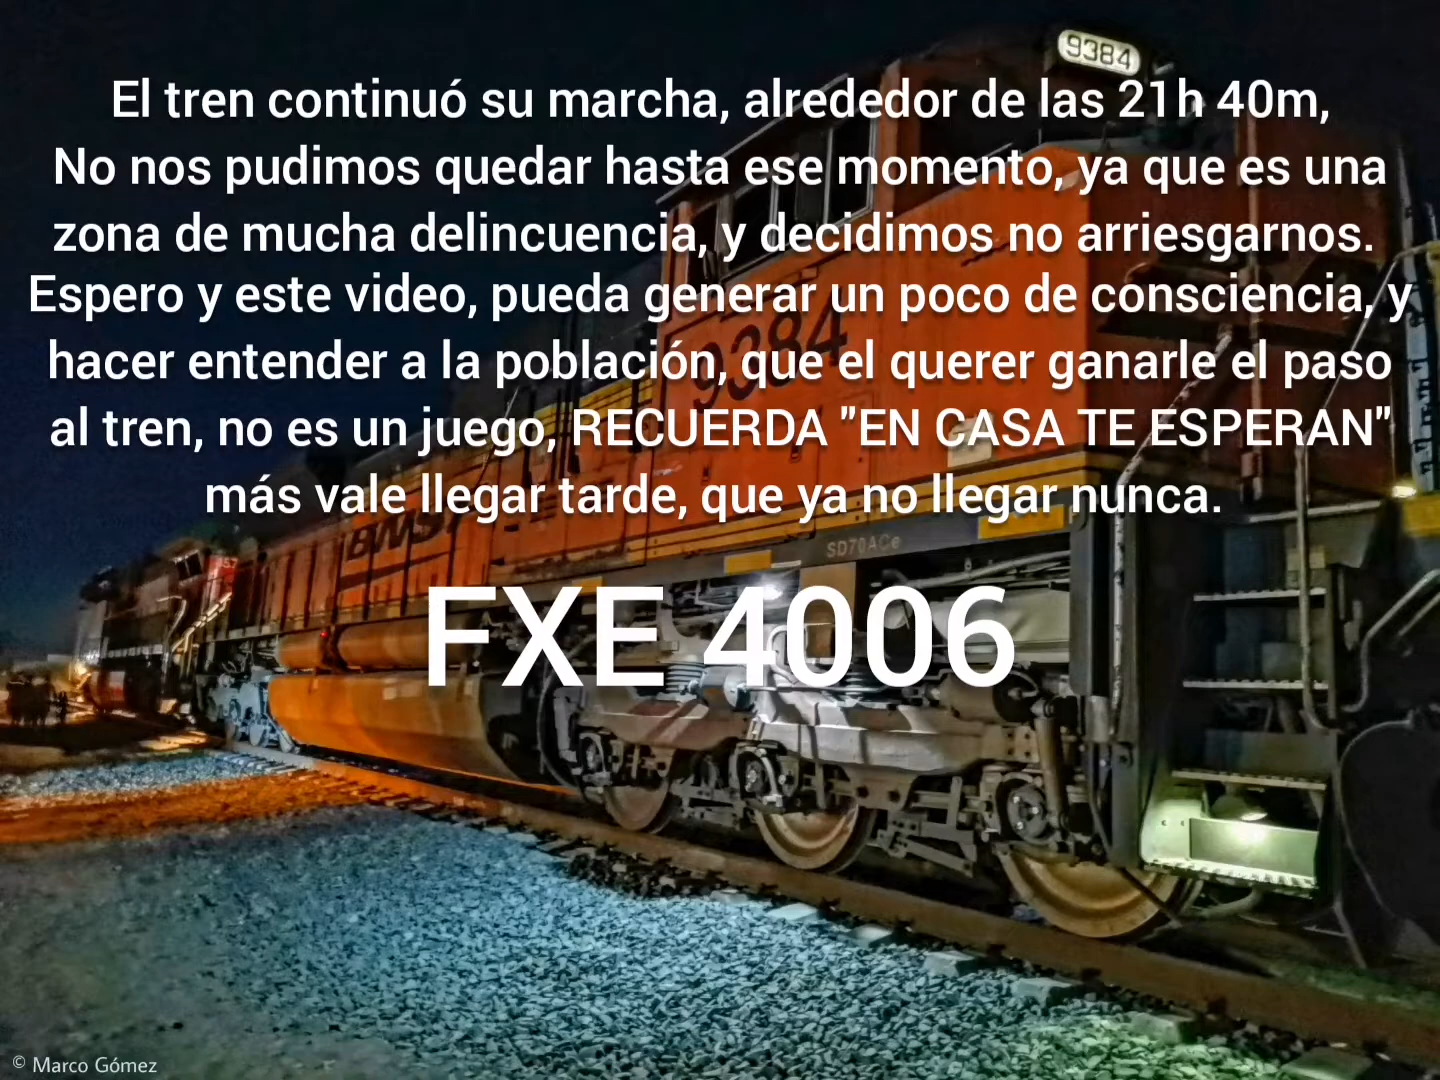 9384
El tren continuó su marcha, alrededor de las 21h 40m,
No nos pudimos quedar hasta ese momento, ya que es una
zona de mucha delincuencia, y decidimos no arriesgarnos.
Espero y este video, pueda generar un poco de consciencia, y
hacer entender a la población, que el querer ganarle el paso
9384
al tren, no es un juego, RECUERDA "EN CASA TE ESPERAN"
más vale llegar tarde, que ya no llegar nunca.
BNSF
SD70ACe
FXE 4006
© Marco Gómez